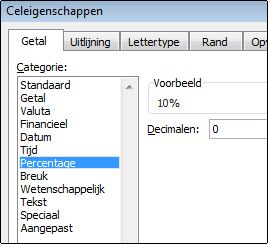 Celeigenschappen
Getal Uitlijning Lettertype Rand
Categorie:
Standaard
Getal
Valuta
Financieel
Datum
Tijd
Percentage
Breuk
Wetenschappelijk
Tekst
Speciaal
Aangepast
Voorbeeld
10%
Decimalen: 0